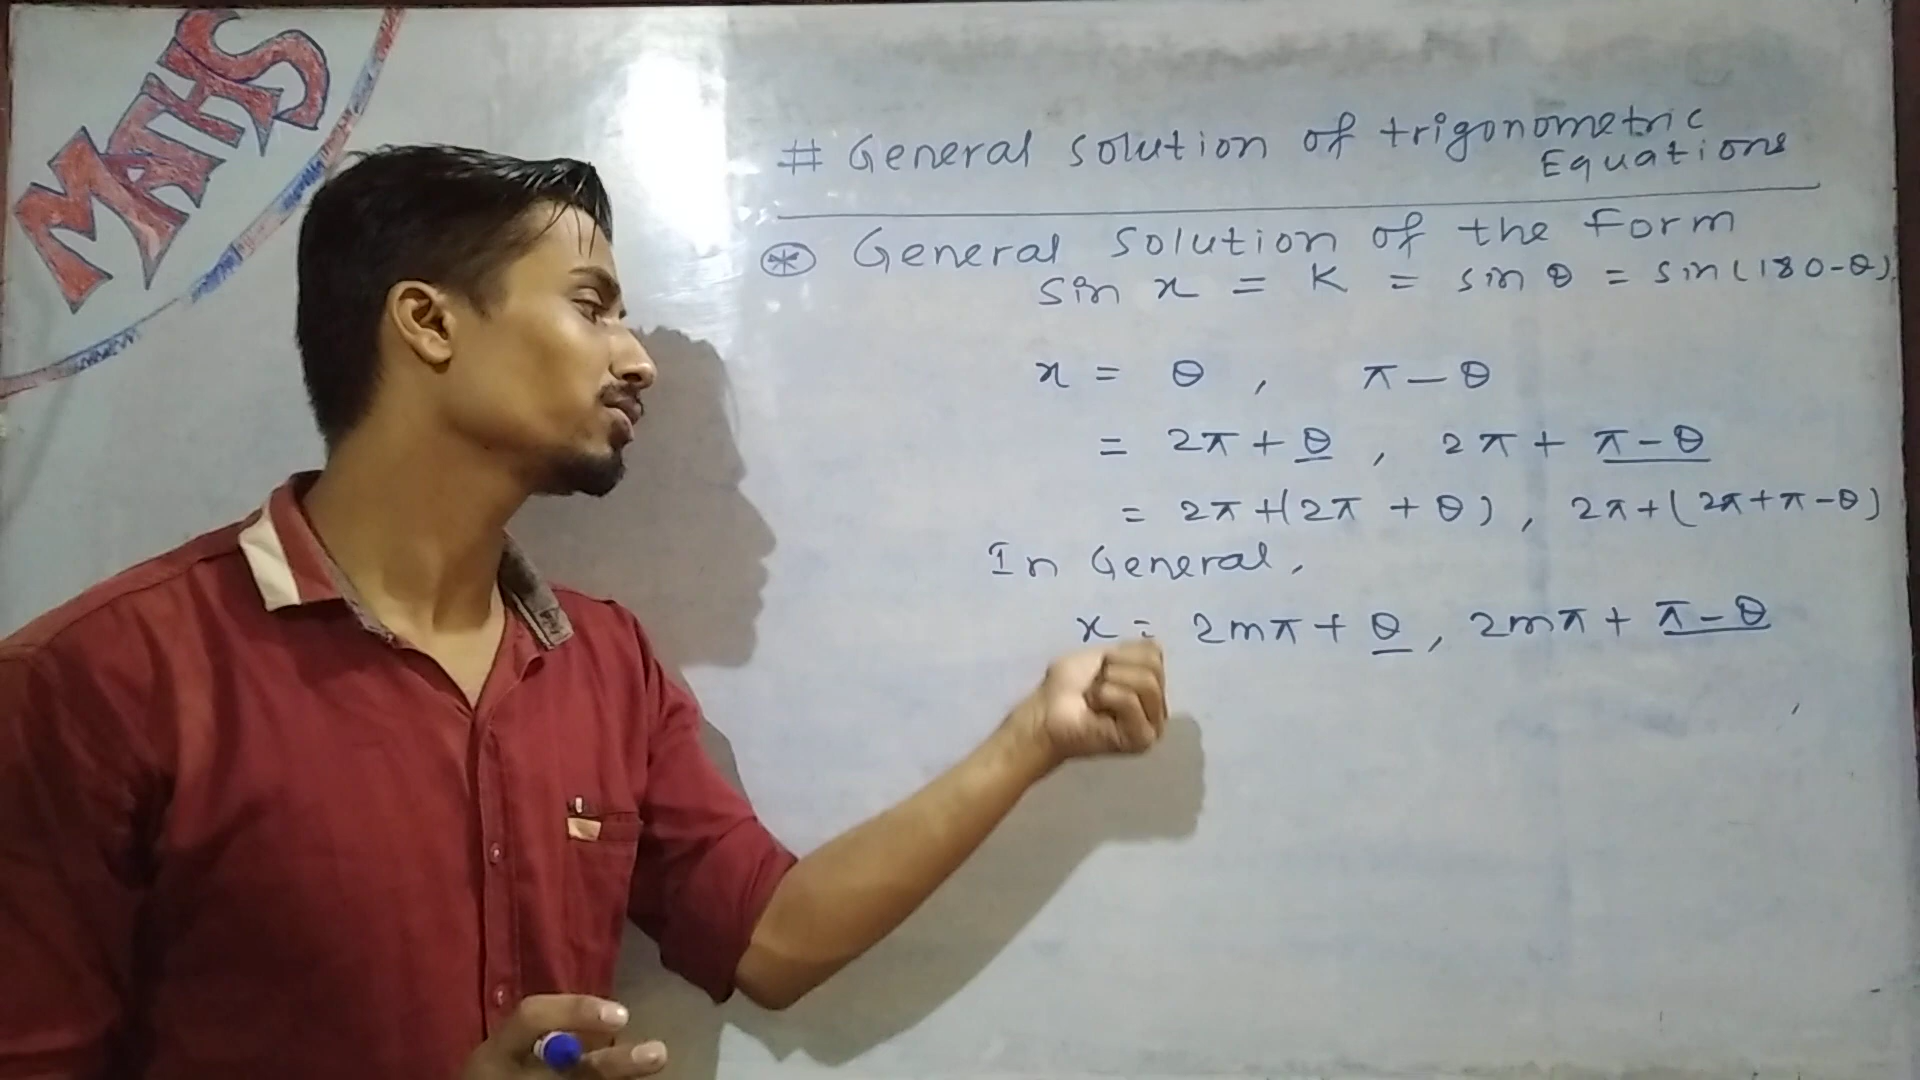 MATHS
# General solution of trigonometric
Equations
⊛ General solution of the form
sin x = K = sin θ = sin(180-θ)
x = θ , π - θ
= 2π + θ , 2π + π - θ
= 2π + (2π + θ) , 2π + (2π + π - θ)
In General,
x = 2mπ + θ , 2mπ + π - θ